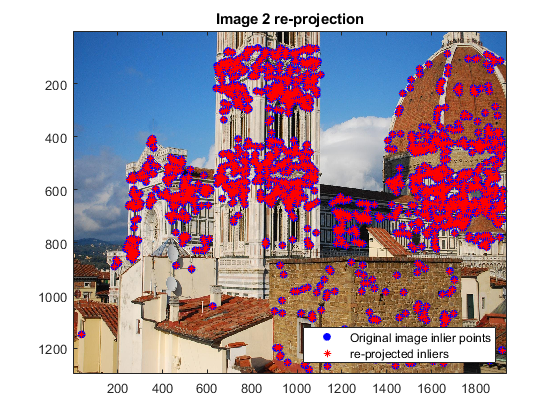 Image 2 re-projection
200
400
600
800
1000
1200
Original image inlier points
re-projected inliers
200 400 600 800 1000 1200 1400 1600 1800